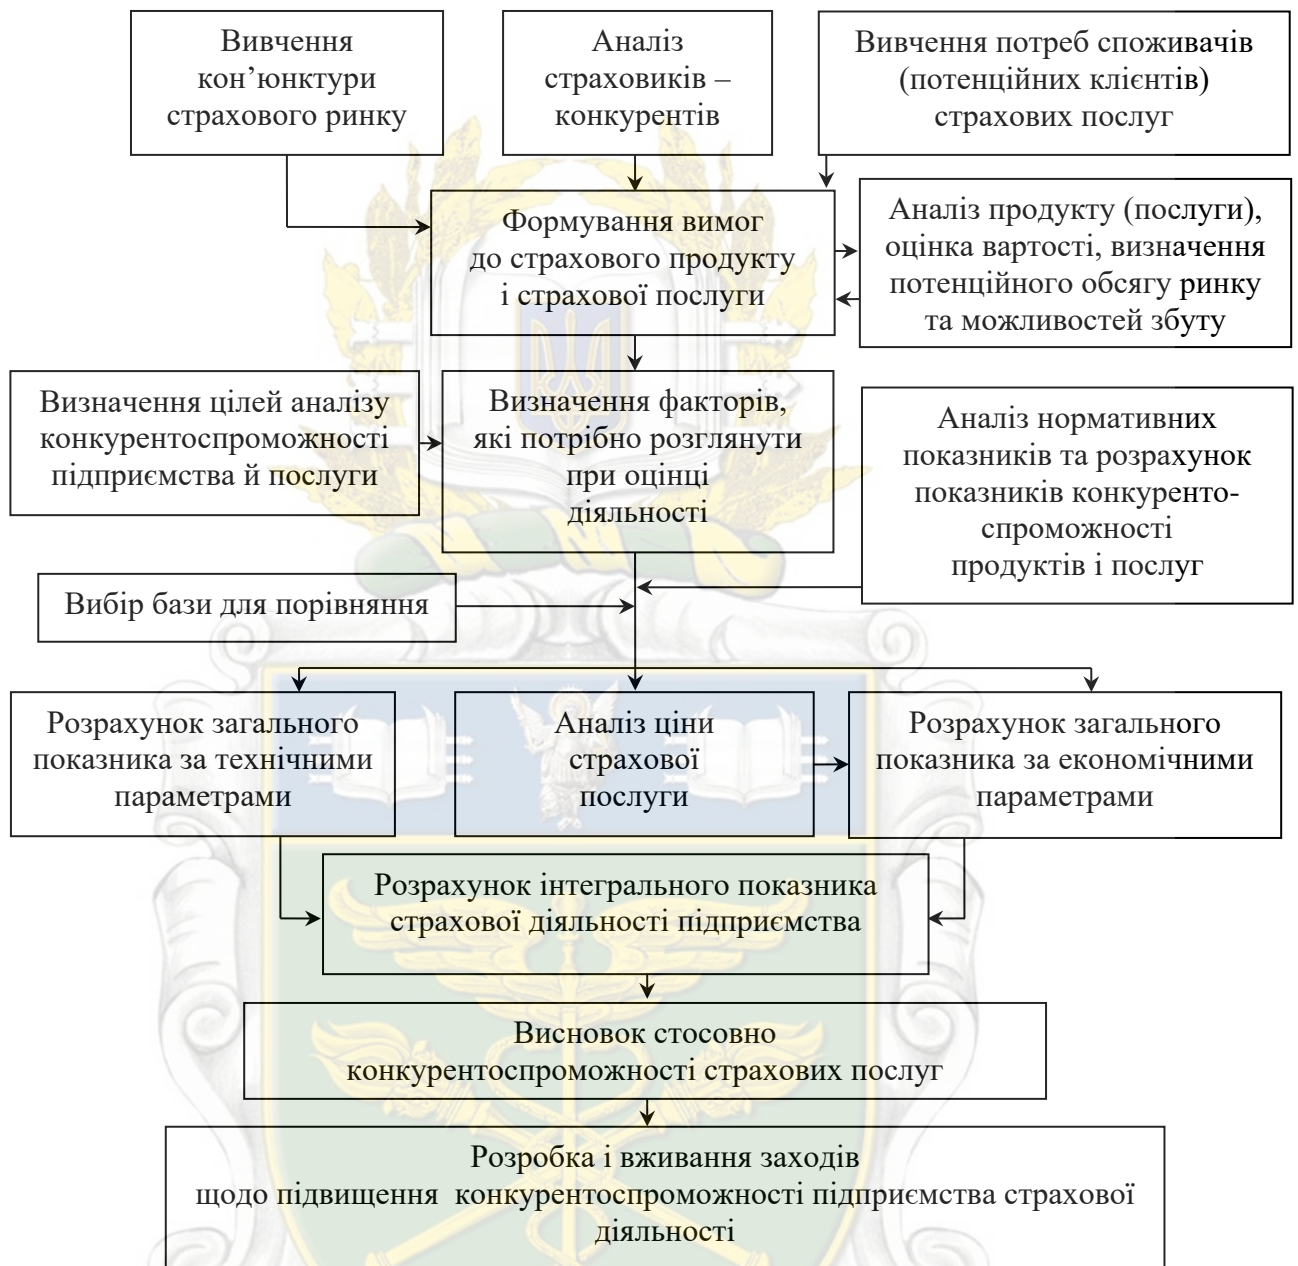 Вивчення
кон’юнктури
страхового ринку
Аналіз
страховиків –
конкурентів
Вивчення потреб споживачів
(потенційних клієнтів)
страхових послуг
Формування вимог
до страхового продукту
і страхової послуги
Аналіз продукту (послуги),
оцінка вартості, визначення
потенційного обсягу ринку
та можливостей збуту
Визначення цілей аналізу
конкурентоспроможності
підприємства й послуги
Визначення факторів,
які потрібно розглянути
при оцінці
діяльності
Аналіз нормативних
показників та розрахунок
показників конкуренто-
спроможності
продуктів і послуг
Вибір бази для порівняння
Розрахунок загального
показника за технічними
параметрами
Аналіз ціни
страхової
послуги
Розрахунок загального
показника за економічними
параметрами
Розрахунок інтегрального показника
страхової діяльності підприємства
Висновок стосовно
конкурентоспроможності страхових послуг
Розробка і вживання заходів
щодо підвищення  конкурентоспроможності підприємства страхової
діяльності